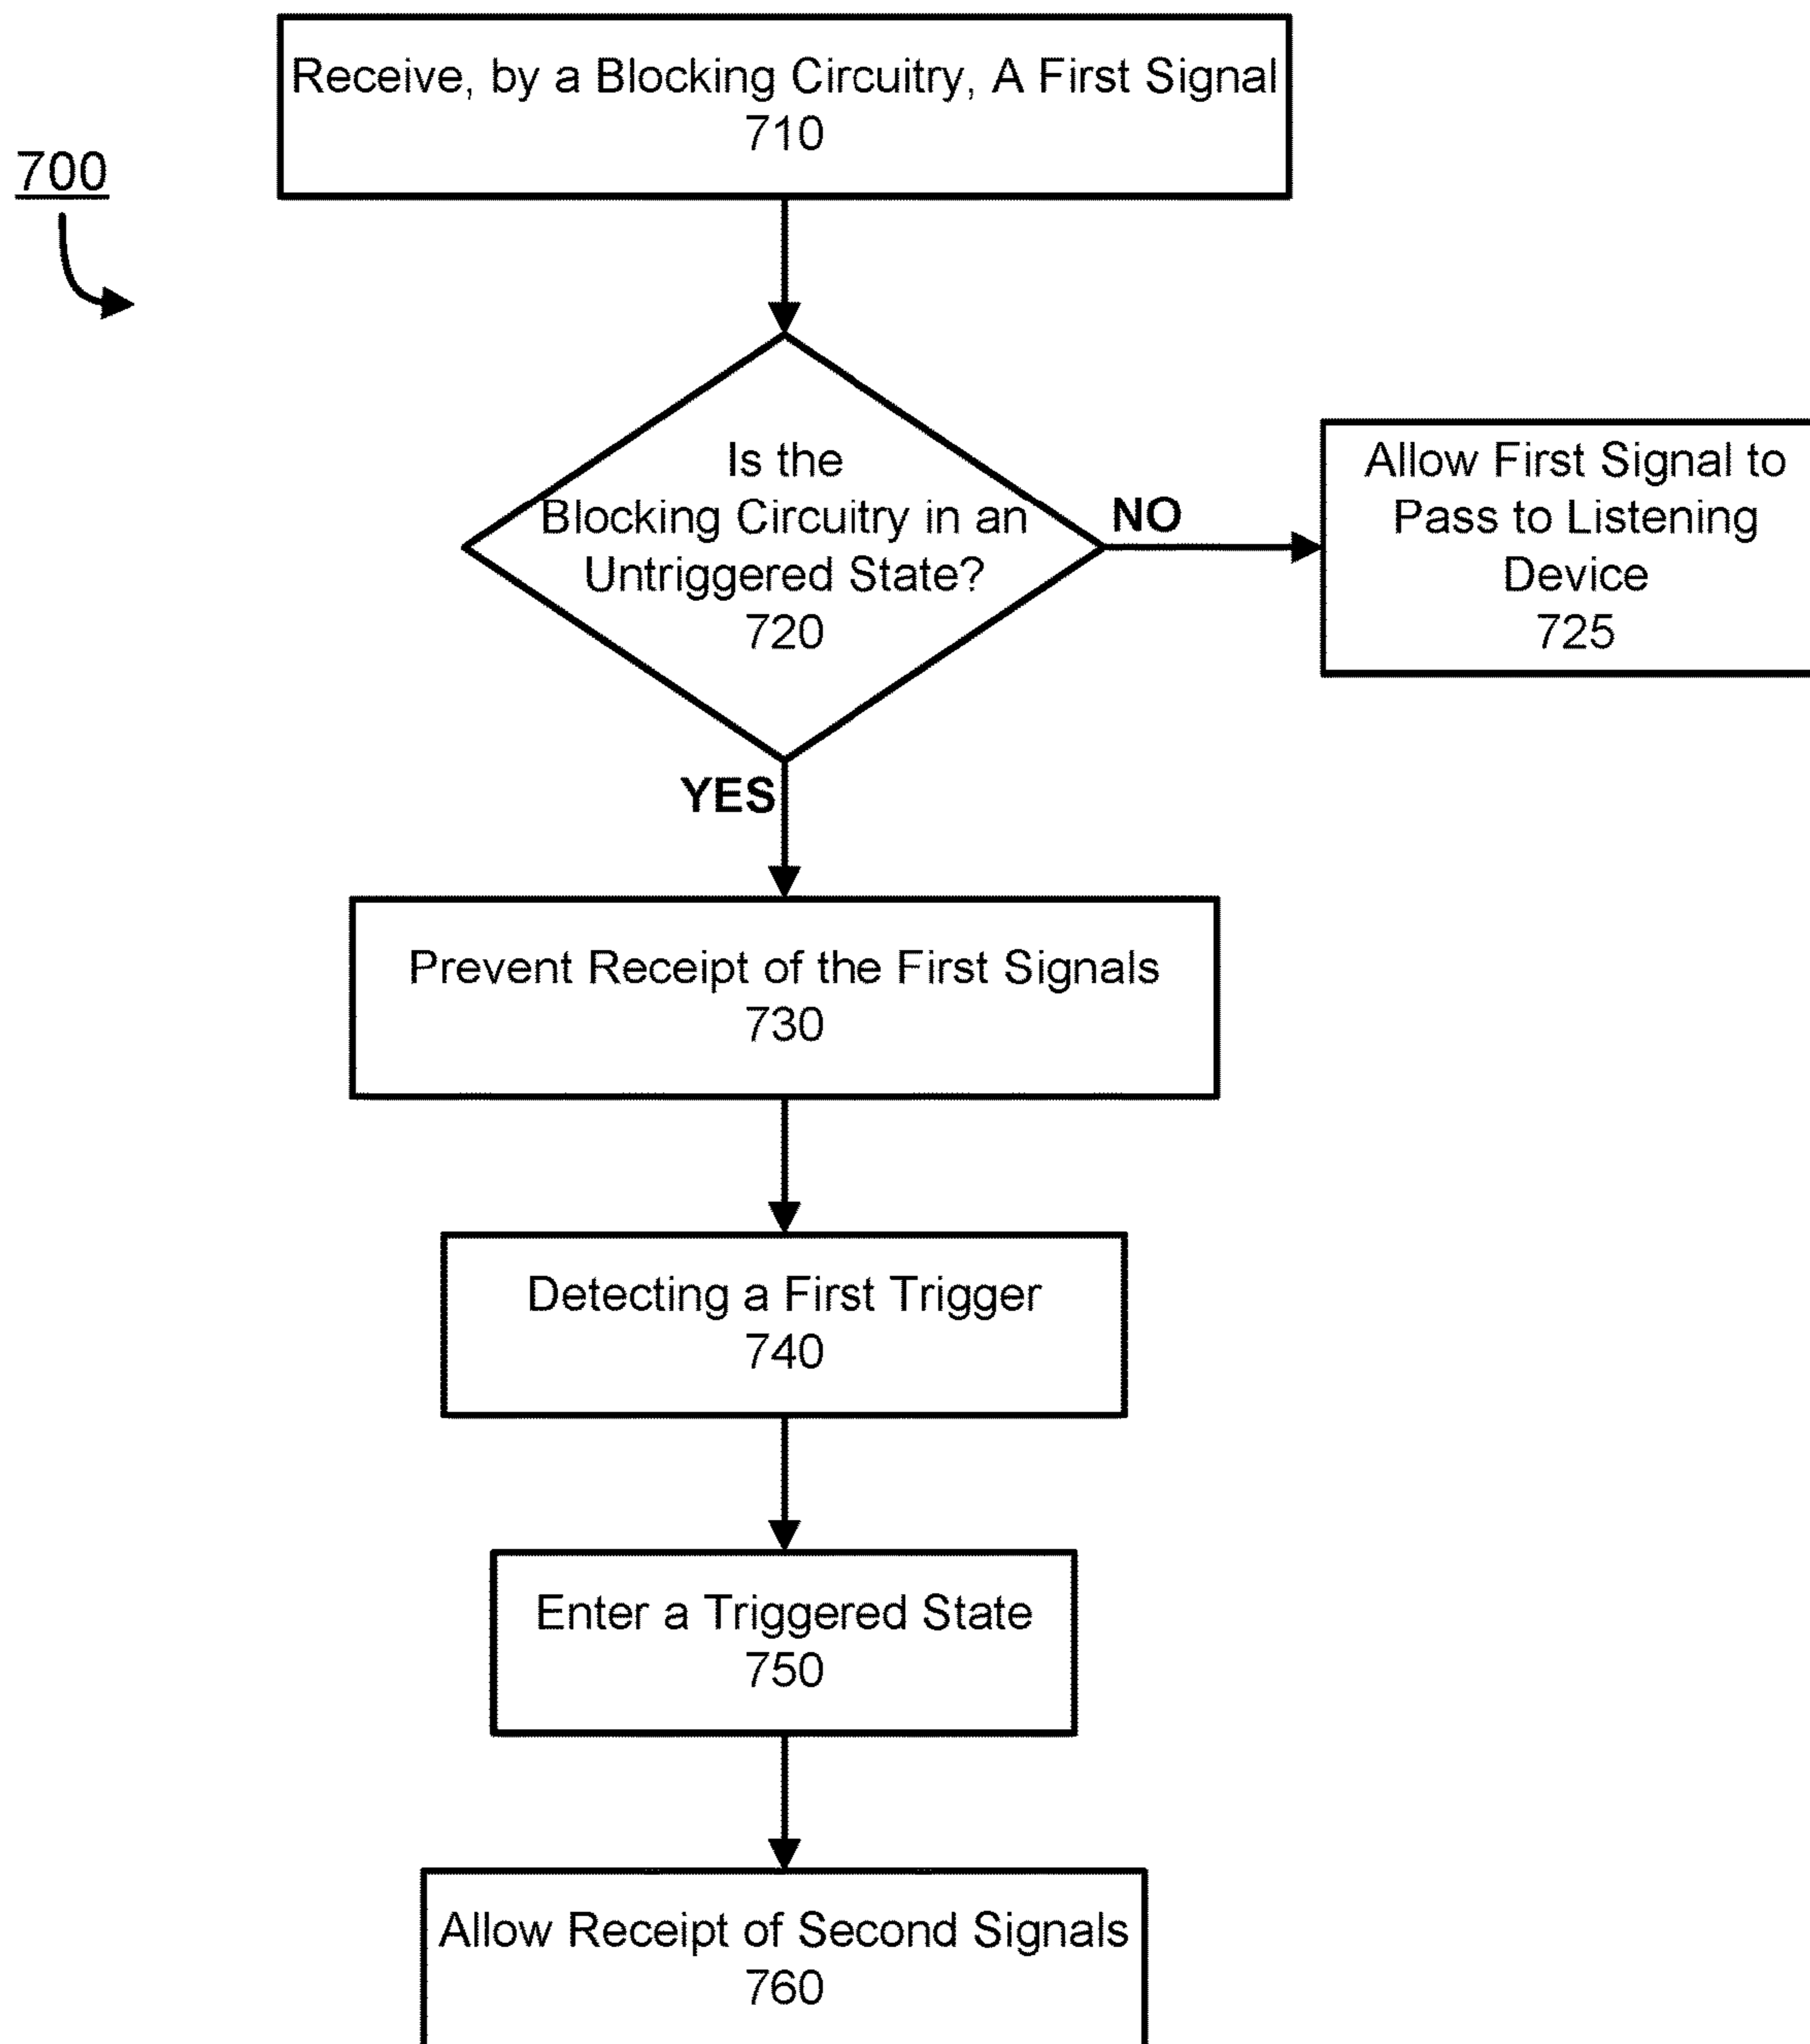 Receive, by a Blocking Circuitry, A First Signal
710
700
Is the
Blocking Circuitry in an
Untriggered State?
720
NO
Allow First Signal to
Pass to Listening
Device
725
YES
Prevent Receipt of the First Signals
730
Detecting a First Trigger
740
Enter a Triggered State
750
Allow Receipt of Second Signals
760